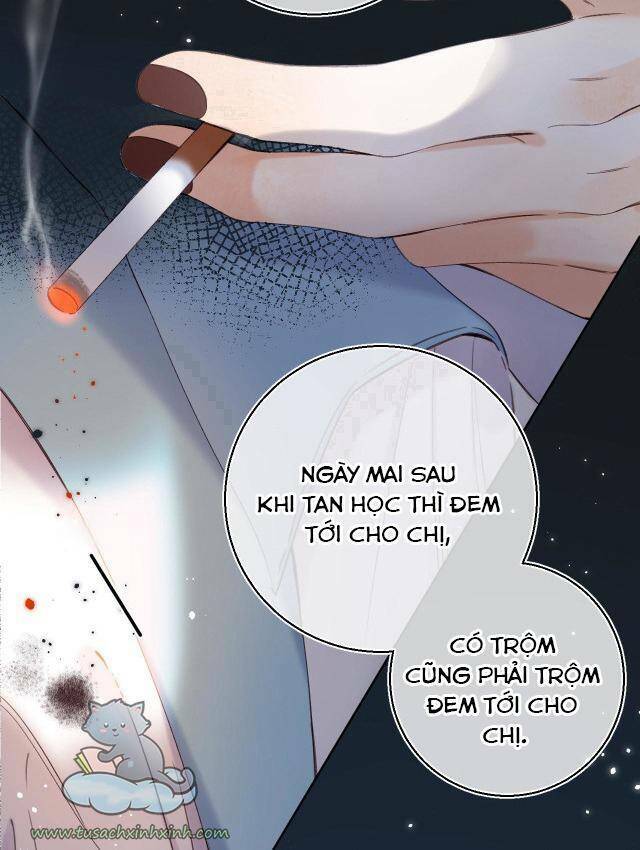 NGÀY MAI SAU
KHI TAN HỌC THÌ ĐEM
TỚI CHO CHỊ,
CÓ TRỘM
CŨNG PHẢI TRỘM
ĐEM TỚI CHO
CHỊ.
www.tusachxinhxinh.com